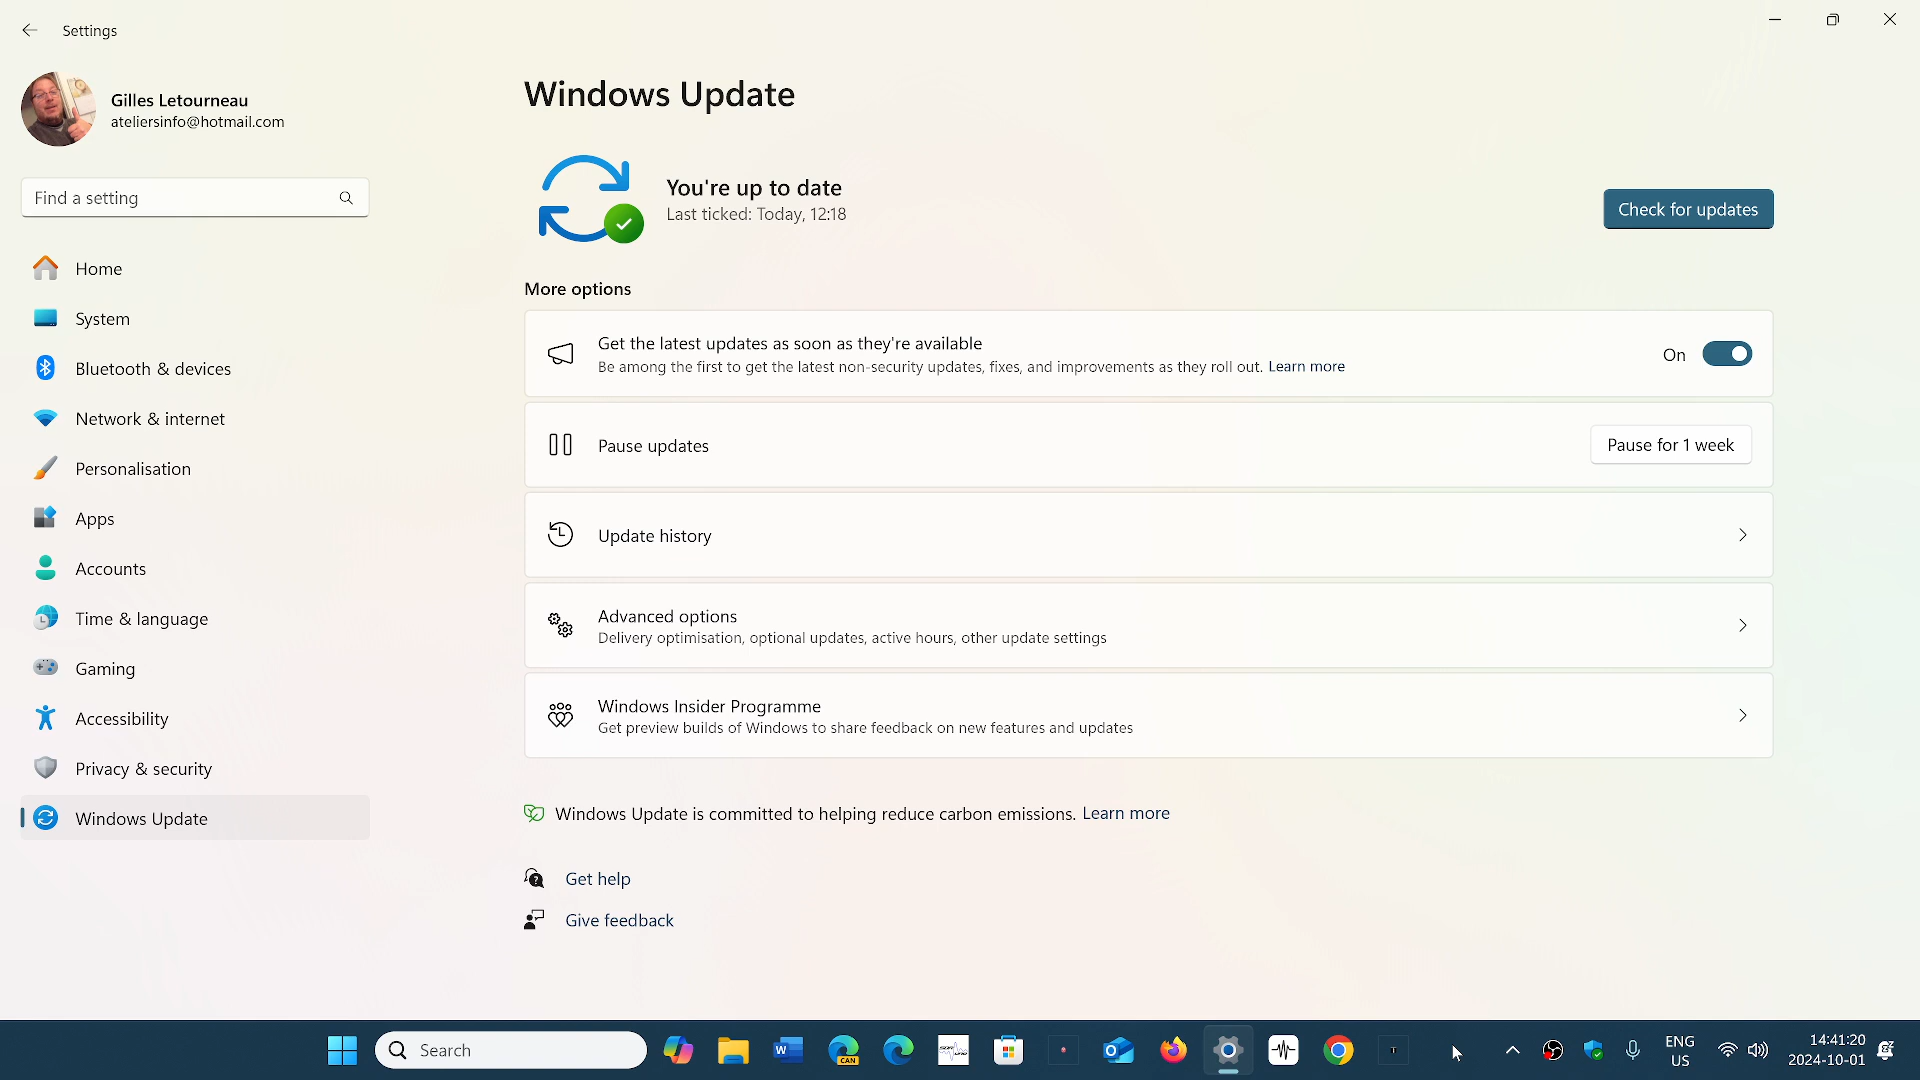 Settings
Gilles Letourneau
ateliersinfo@hotmail.com
Find a setting
Home
System
Bluetooth & devices
Network & internet
Personalisation
Apps
Accounts
Time & language
Gaming
Accessibility
Privacy & security
Windows Update
Windows Update
You're up to date
Last ticked: Today, 12:18
Check for updates
More options
Get the latest updates as soon as they're available
Be among the first to get the latest non-security updates, fixes, and improvements as they roll out. Learn more
On
Pause updates
Pause for 1 week
Update history
Advanced options
Delivery optimisation, optional updates, active hours, other update settings
Windows Insider Programme
Get preview builds of Windows to share feedback on new features and updates
Windows Update is committed to helping reduce carbon emissions. Learn more
Get help
Give feedback
Search
W
CAN
T
ENG
US
14:41:20
2024-10-01